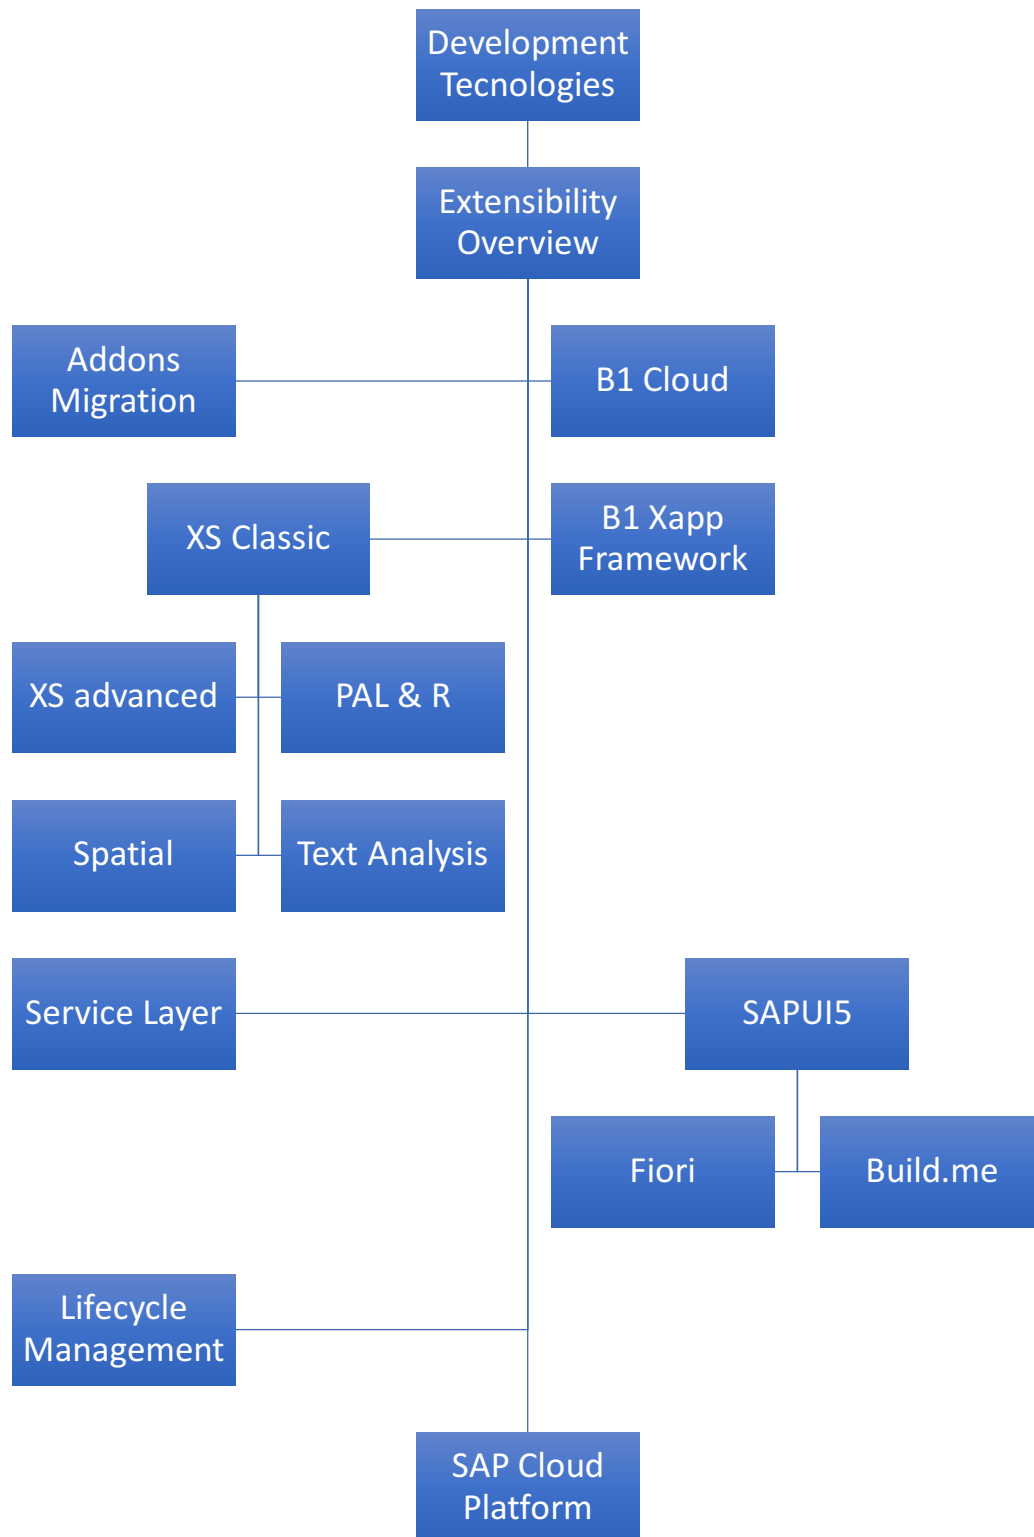 Development
Tecnologies
Extensibility
Overview
Addons
Migration
B1 Cloud
XS Classic
B1 Xapp
Framework
XS advanced
PAL & R
Spatial
Text Analysis
Service Layer
SAPUI5
Fiori
Build.me
Lifecycle
Management
SAP Cloud
Platform